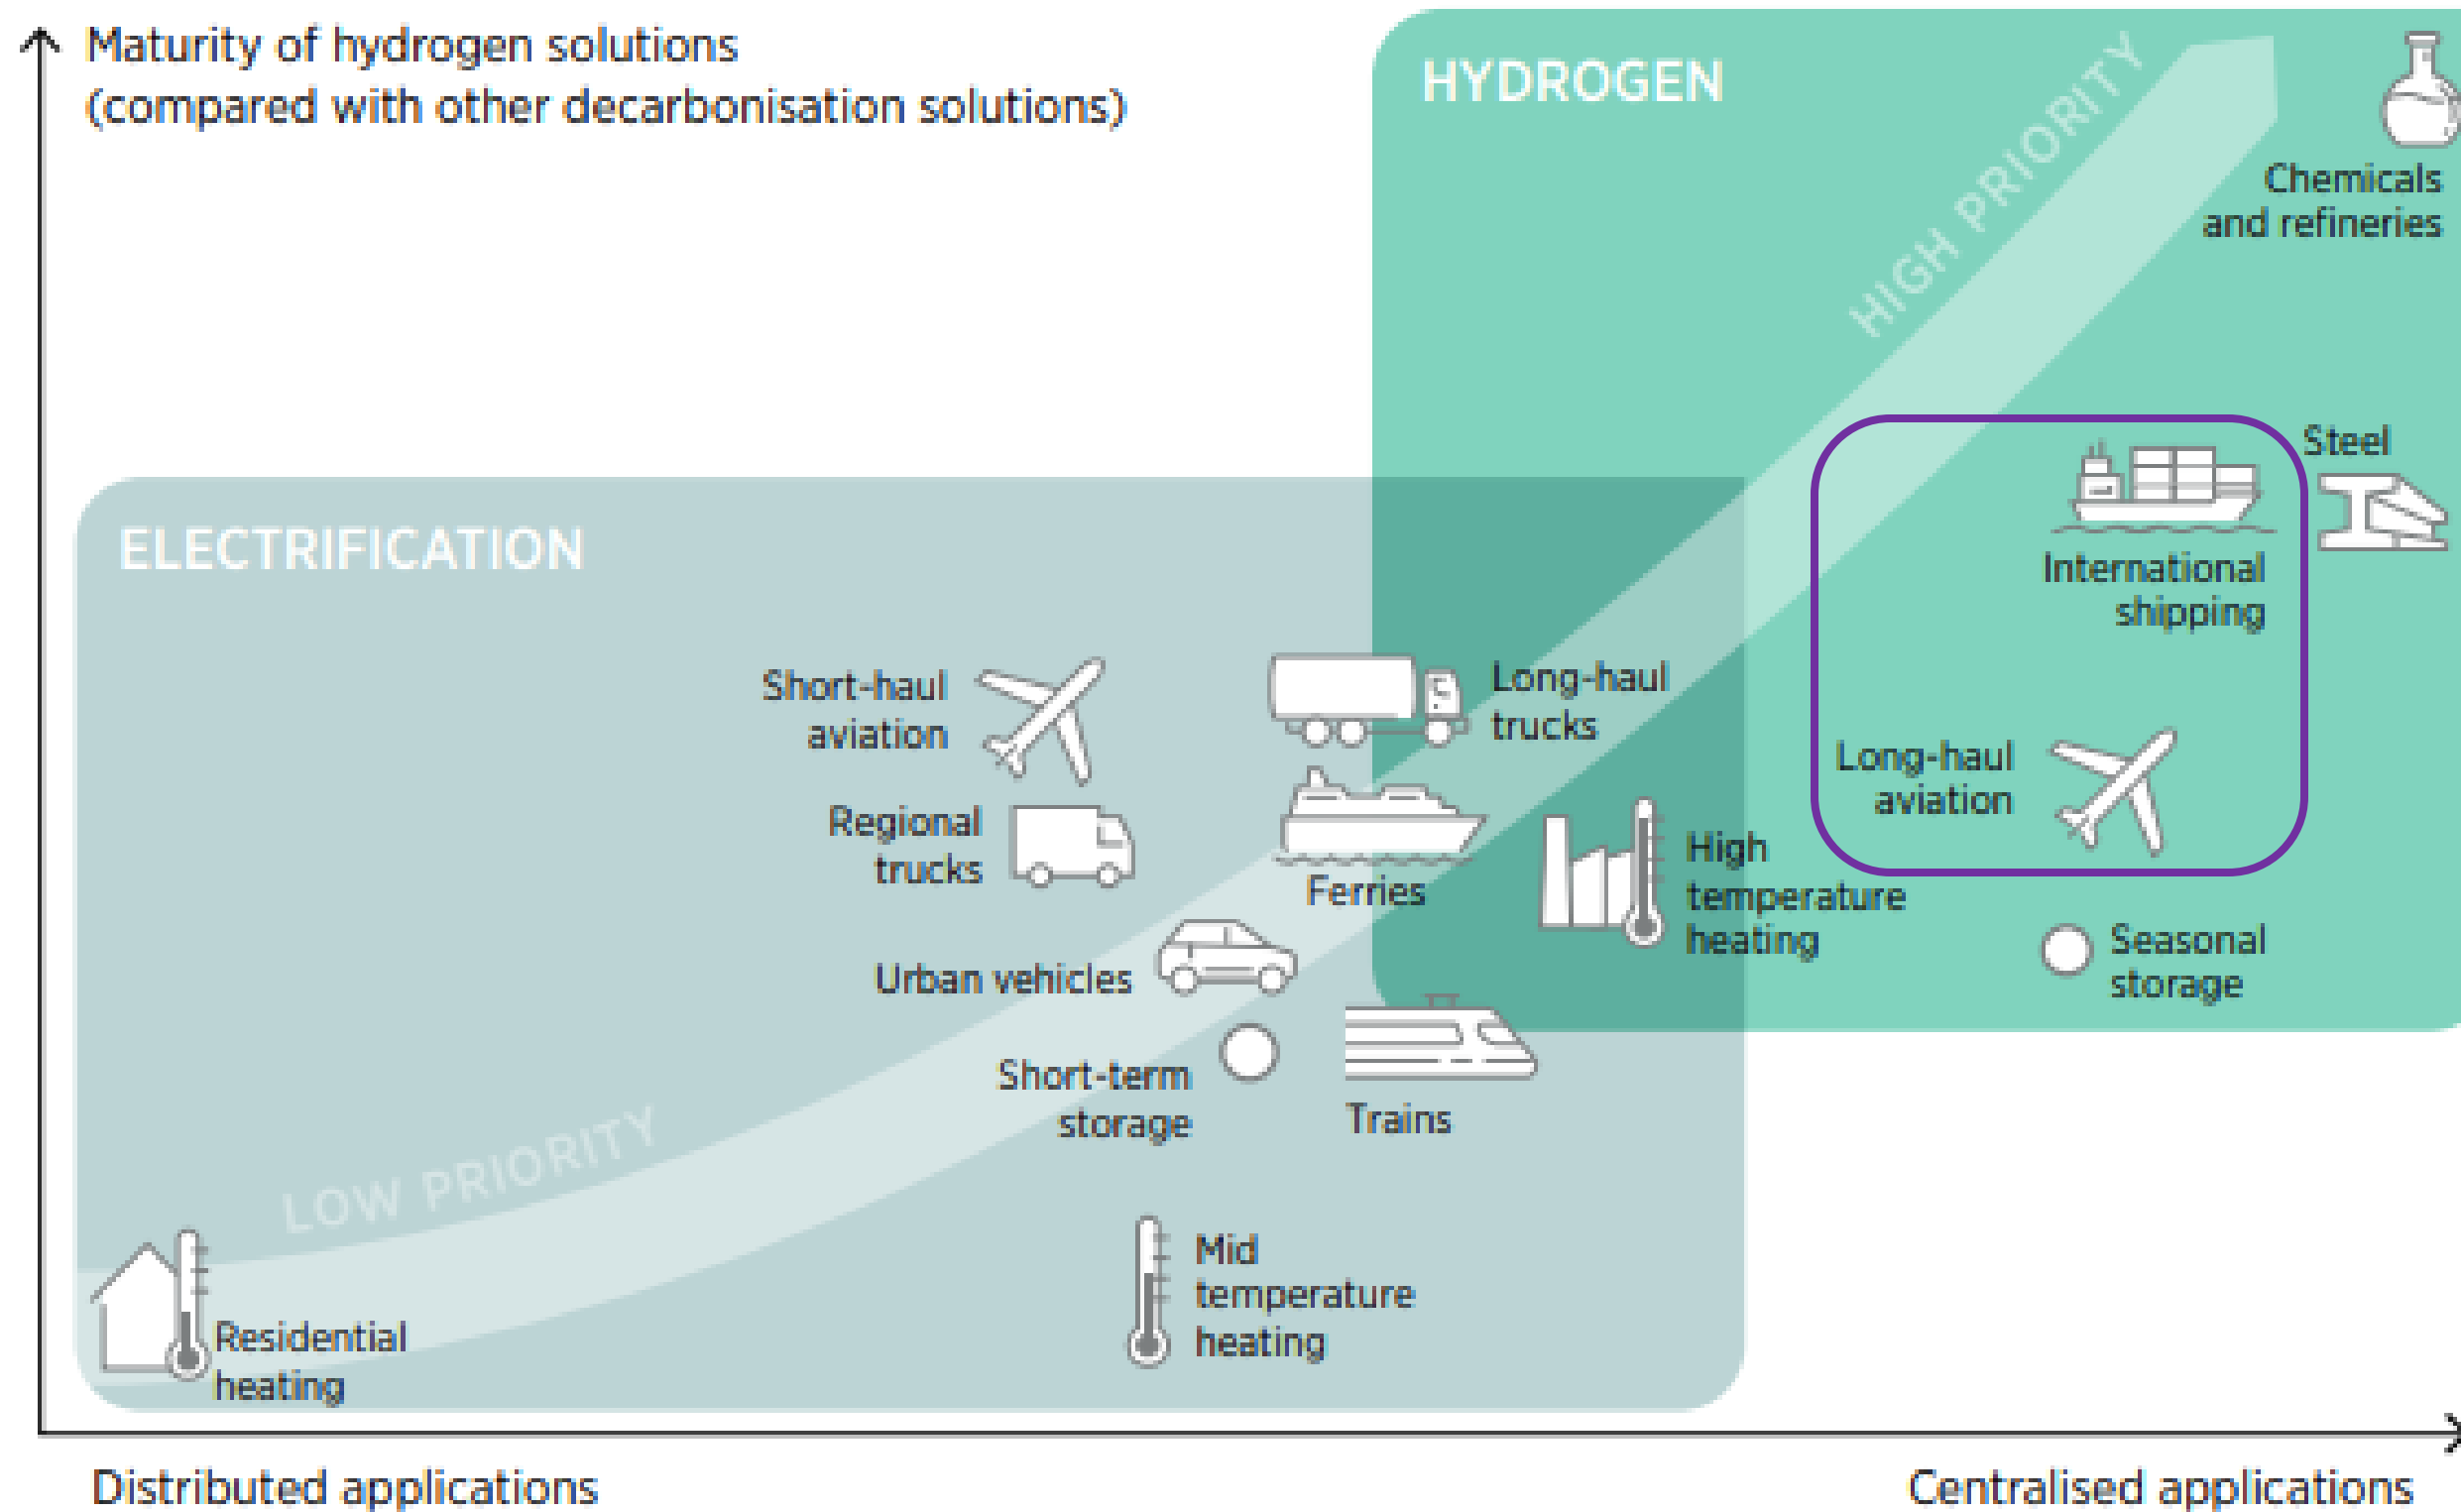 Maturity of hydrogen solutions
(compared with other decarbonisation solutions)
HYDROGEN
HIGH PRIORITY
Chemicals
and refineries
Steel
International
shipping
ELECTRIFICATION
Short-haul
aviation
Long-haul
trucks
Long-haul
aviation
Regional
trucks
Ferries
High
temperature
heating
Urban vehicles
Seasonal
storage
Short-term
storage
Trains
LOW PRIORITY
Mid
temperature
heating
Residential
heating
Distributed applications
Centralised applications